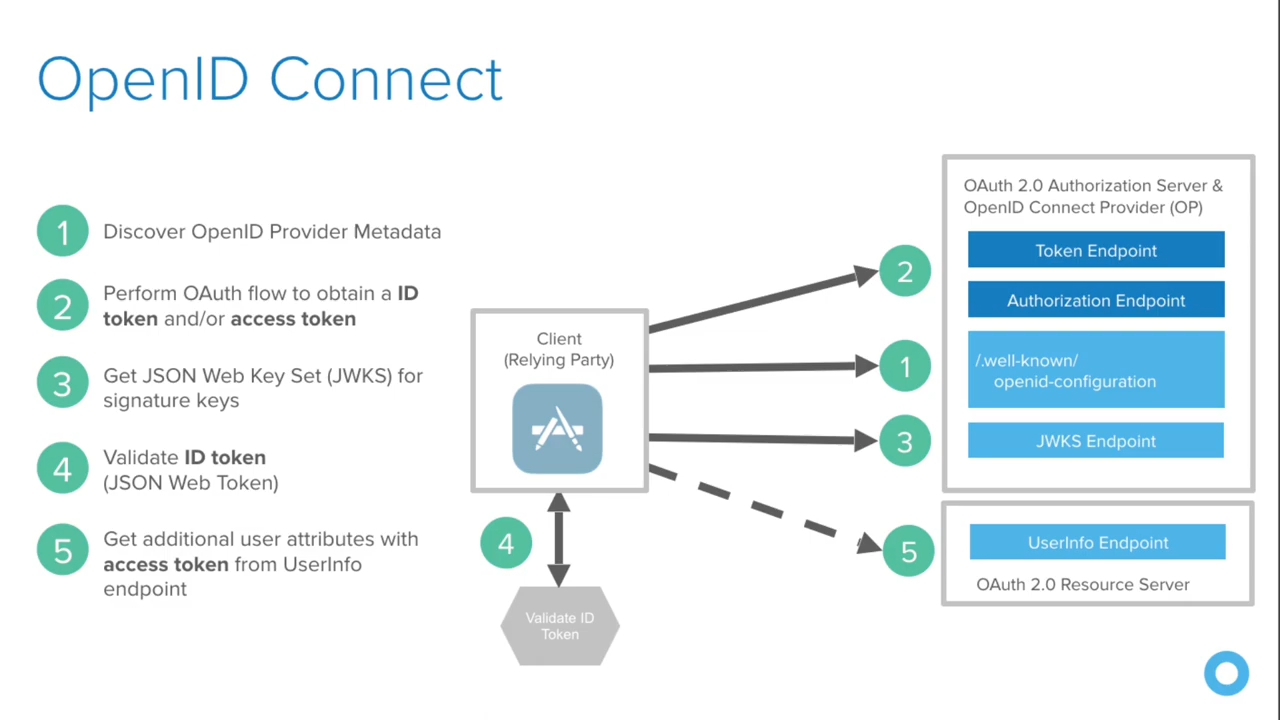 OpenID Connect
1
Discover OpenID Provider Metadata
2
Perform OAuth flow to obtain a ID
token and/or access token
3
Get JSON Web Key Set (JWKS) for
signature keys
4
Validate ID token
(JSON Web Token)
5
Get additional user attributes with
access token from UserInfo
endpoint
Client
(Relying Party)
4
Validate ID
Token
2
1
3
5
OAuth 2.0 Authorization Server &
OpenID Connect Provider (OP)
Token Endpoint
Authorization Endpoint
/.well-known/
openid-configuration
JWKS Endpoint
UserInfo Endpoint
OAuth 2.0 Resource Server